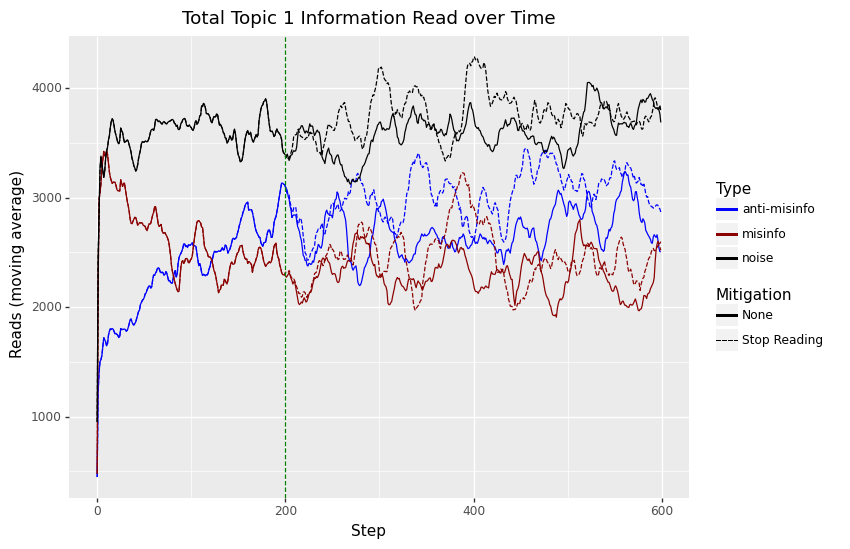 Total Topic 1 Information Read over Time
Reads (moving average)
4000
3000
2000
1000
0
200
400
600
Step
Type
anti-misinfo
misinfo
noise
Mitigation
None
Stop Reading